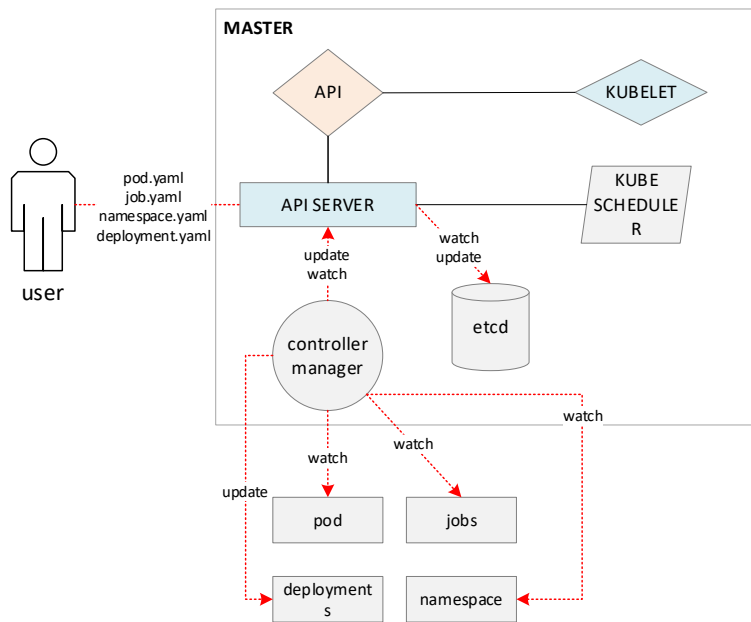 MASTER
API
KUBELET
pod.yaml
job.yaml
namespace.yaml
deployment.yaml
API SERVER
KUBE
SCHEDULE
R
user
update
watch
watch
update
etcd
controller
manager
watch
watch
watch
update
pod
jobs
deployment
s
namespace